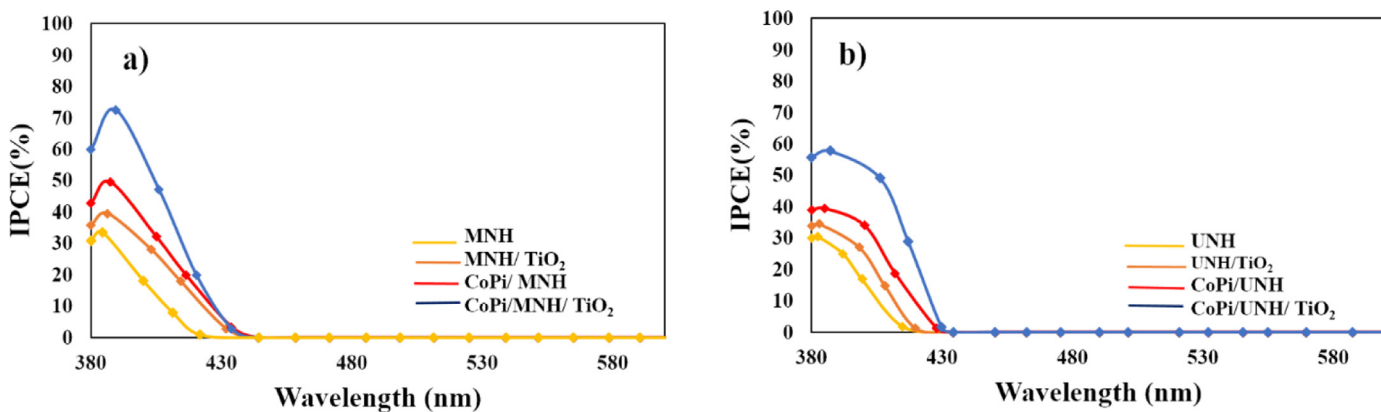 a)
IPCE(%)
100
90
80
70
60
50
40
30
20
10
0
380
430
480
530
580
Wavelength (nm)
MNH
MNH/ TiO₂
CoPi/ MNH
CoPi/MNH/ TiO₂
b)
IPCE(%)
100
90
80
70
60
50
40
30
20
10
0
380
430
480
530
580
Wavelength (nm)
UNH
UNH/TiO₂
CoPi/UNH
CoPi/UNH/ TiO₂